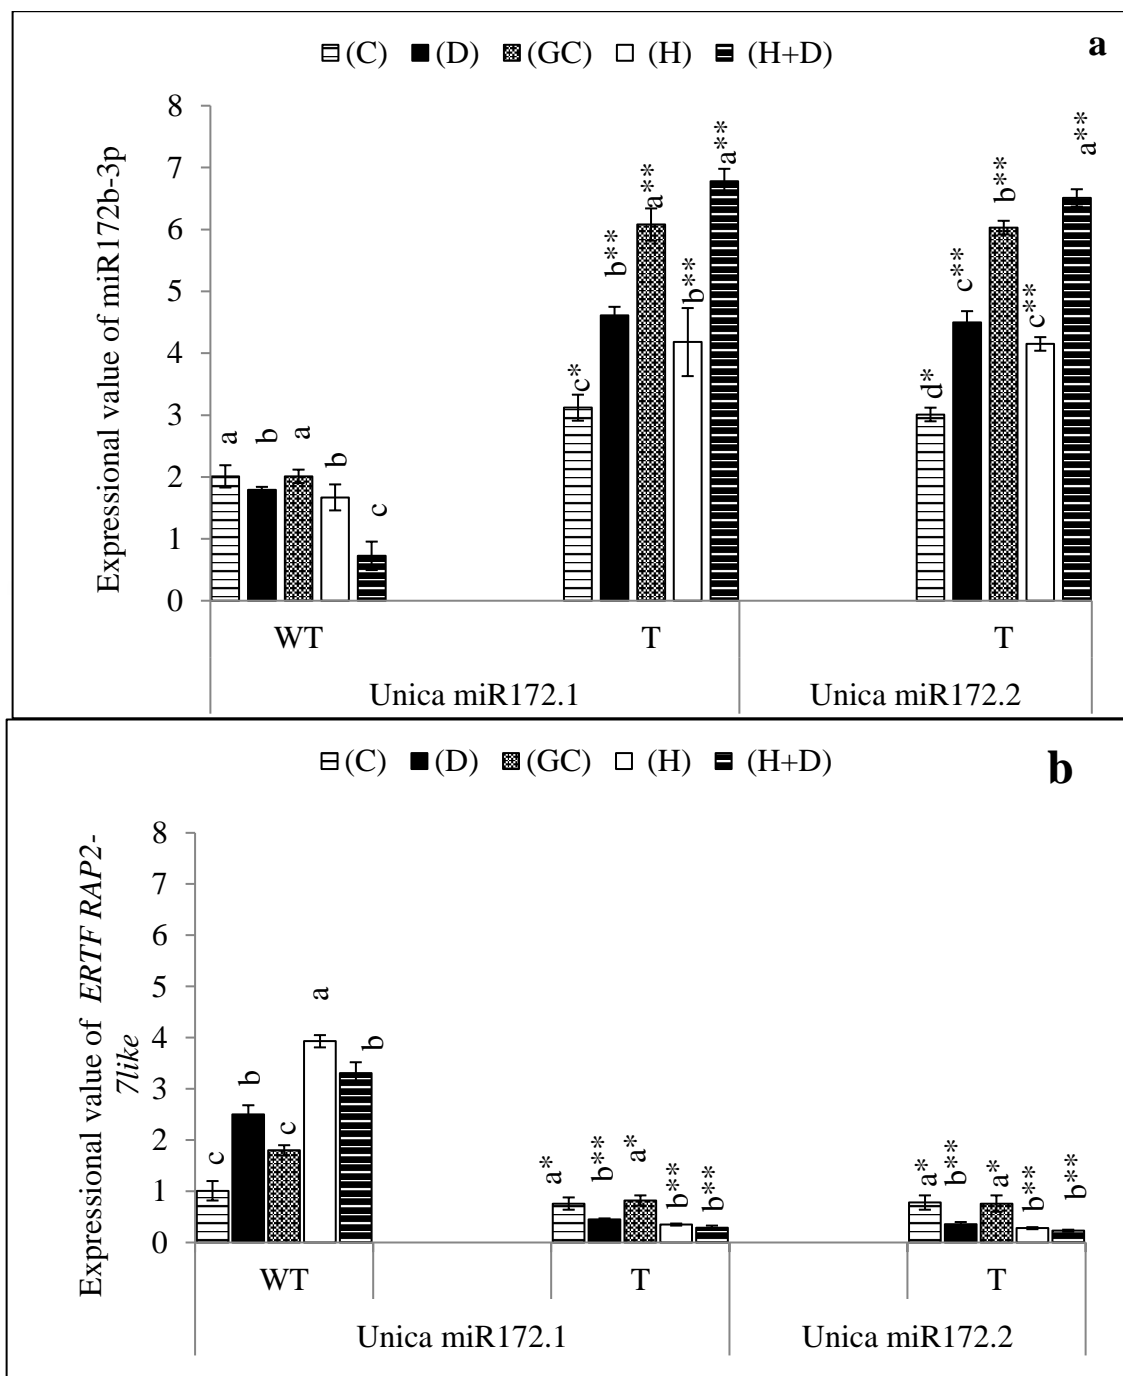 (C) (D) (GC) (H) (H+D)
a
Expressional value of miR172b-3p
8
7
6
5
4
3
2
1
0
a b a b c
c* b** a** b** a**
d* c** b** c** a**
WT T T
Unica miR172.1 Unica miR172.2
(C) (D) (GC) (H) (H+D)
b
Expressional value of ERTF RAP2-
7like
8
7
6
5
4
3
2
1
0
c b c a b
a* b** a* b** b**
a* b** a* b** b**
WT T T
Unica miR172.1 Unica miR172.2